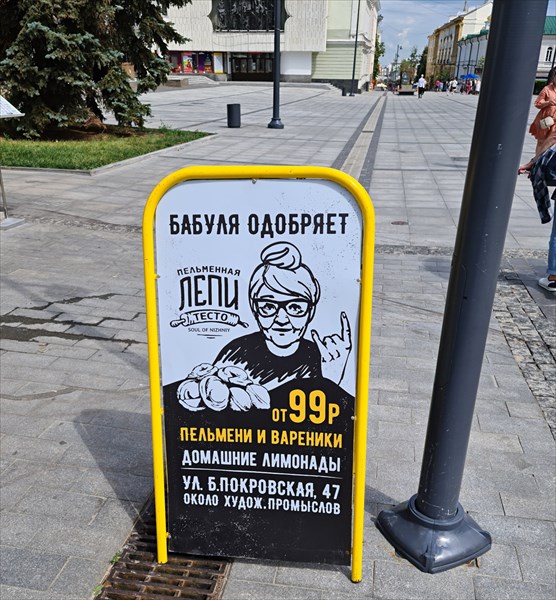 БАБУЛЯ ОДОБРЯЕТ
ПЕЛЬМЕННАЯ
ЛЕПИ
ТЕСТО
SOUL OF NIZHNIY
ОТ 99Р
ПЕЛЬМЕНИ И ВАРЕНИКИ
ДОМАШНИЕ ЛИМОНАДЫ
УЛ. Б.ПОКРОВСКАЯ, 47
ОКОЛО ХУДОЖ.ПРОМЫСЛОВ